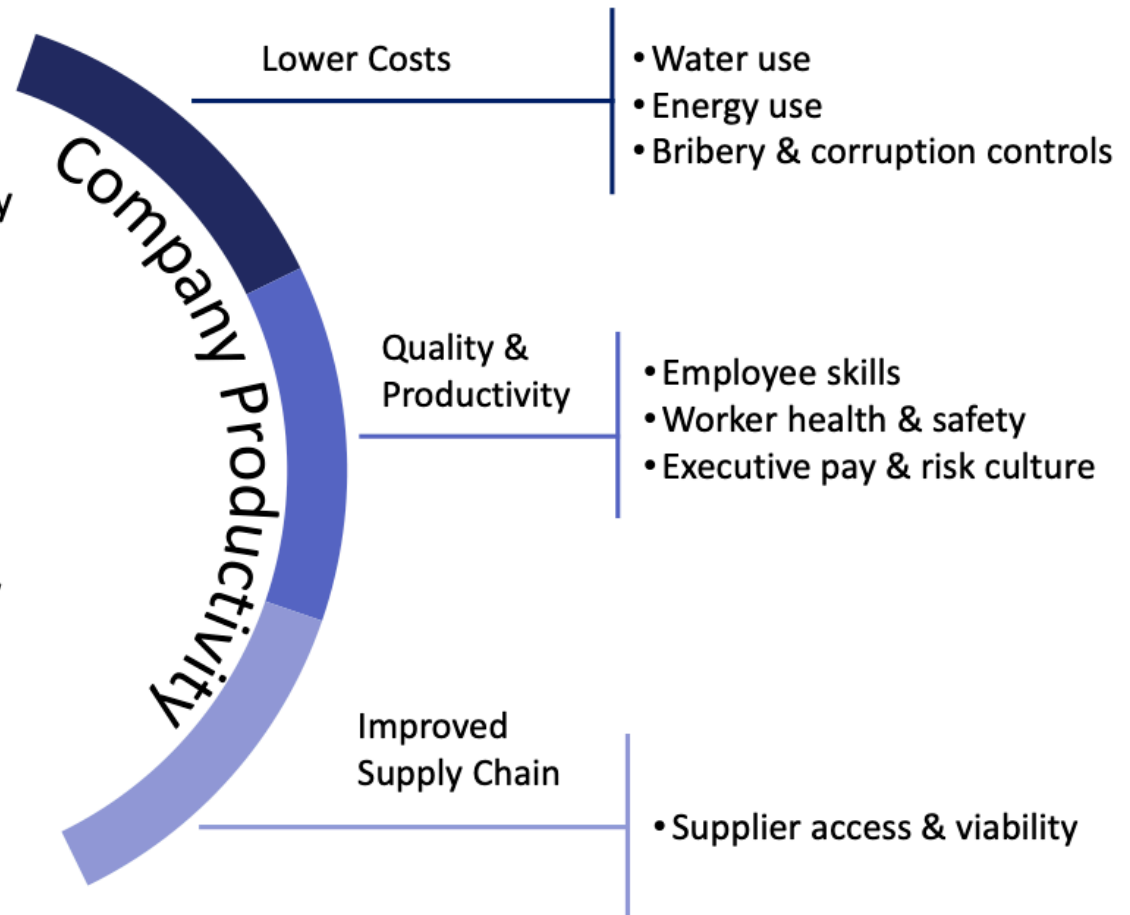 Company Productivity
Lower Costs
• Water use
• Energy use
• Bribery & corruption controls
Quality &
Productivity
• Employee skills
• Worker health & safety
• Executive pay & risk culture
Improved
Supply Chain
• Supplier access & viability